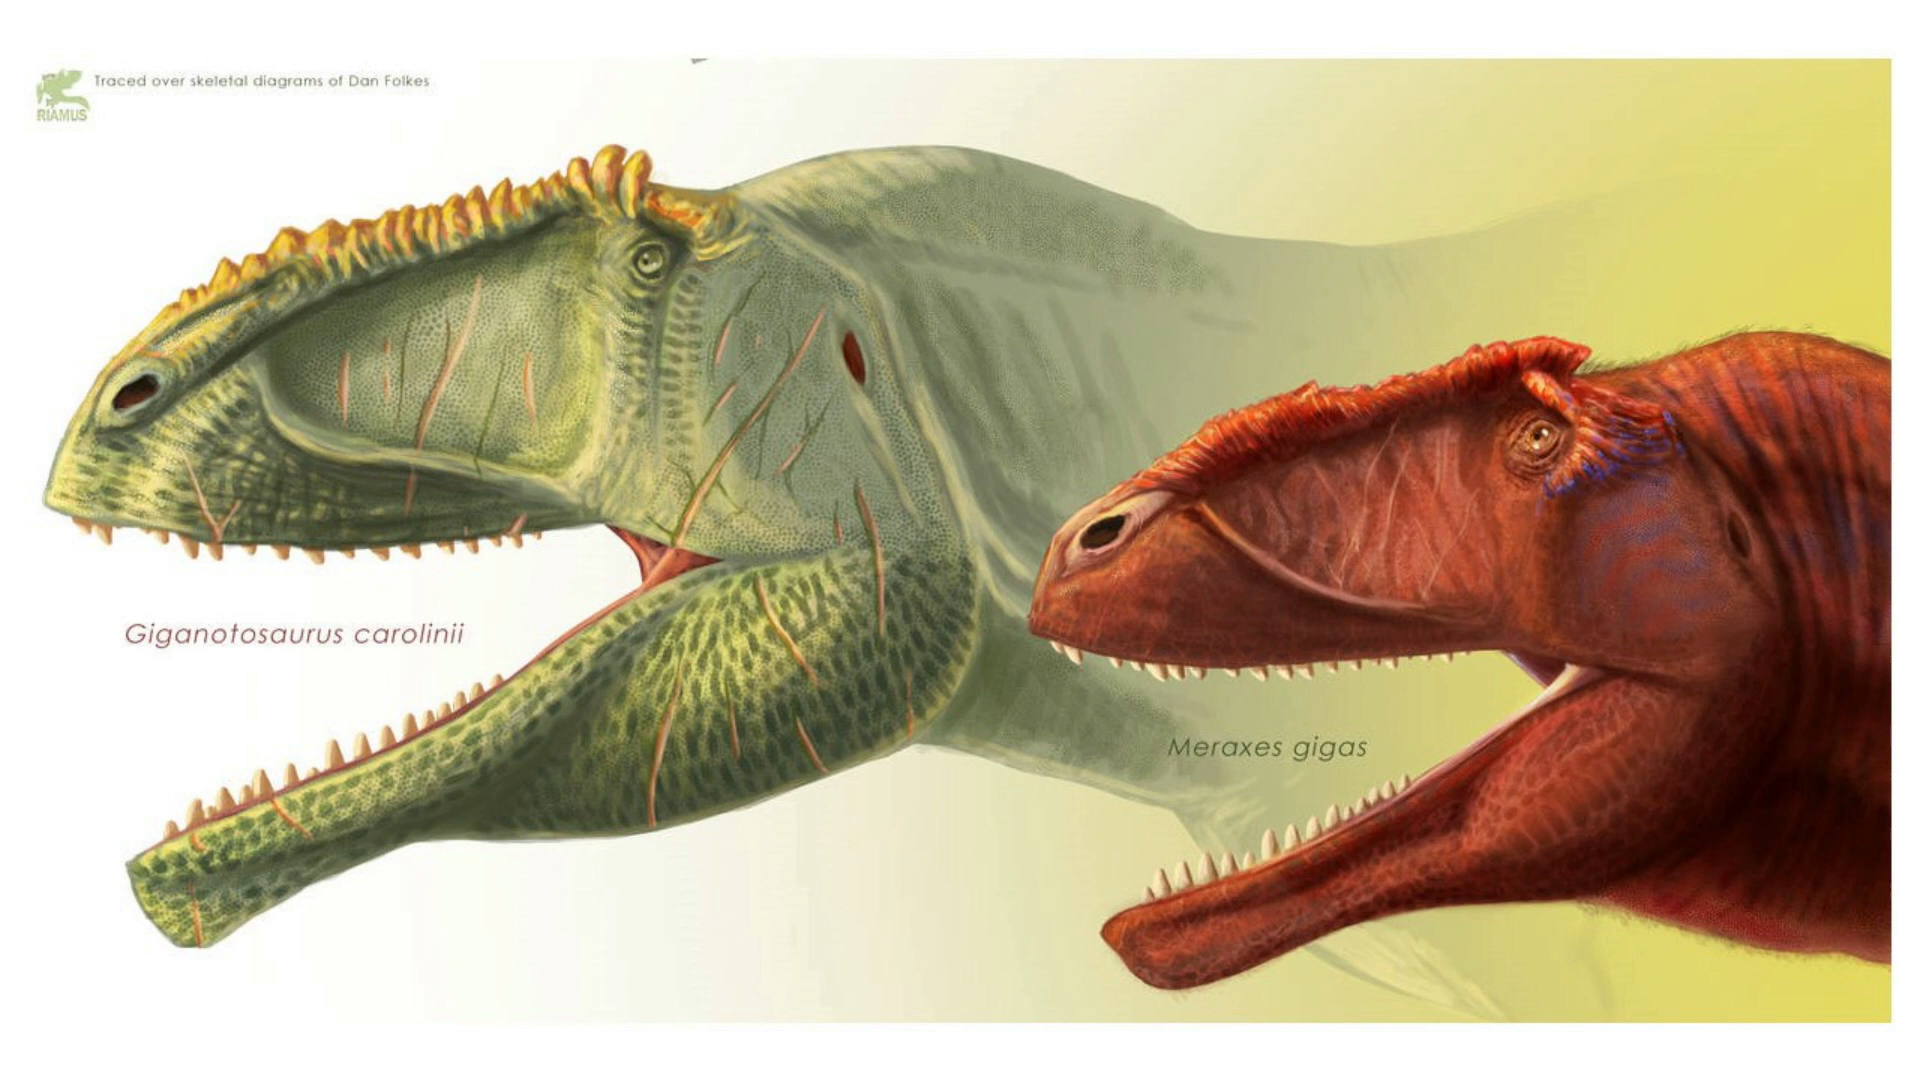 Traced over skeletal diagrams of Dan Folkes
RIAMUS
Giganotosaurus carolinii
Meraxes gigas